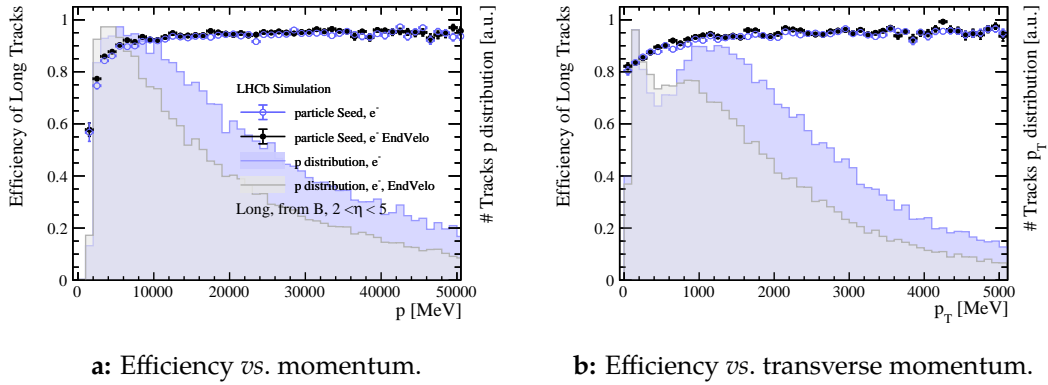 Efficiency of Long Tracks
1
0.8
0.6
0.4
0.2
0
LHCb Simulation
particle Seed, e⁻
particle Seed, e⁻ EndVelo
p distribution, e⁻
p distribution, e⁻, EndVelo
Long, from B, 2 <η < 5
0 10000 20000 30000 40000 50000
p [MeV]
# Tracks p distribution [a.u.]
Efficiency of Long Tracks
1
0.8
0.6
0.4
0.2
0
0 1000 2000 3000 4000 5000
p_T [MeV]
# Tracks p_T distribution [a.u.]
a: Efficiency vs. momentum.
b: Efficiency vs. transverse momentum.